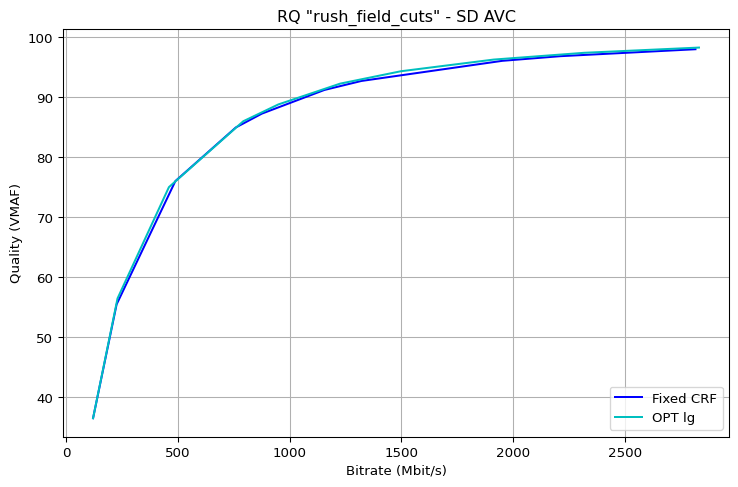 RQ "rush_field_cuts" - SD AVC
100
90
80
70
60
50
40
Quality (VMAF)
0 500 1000 1500 2000 2500
Bitrate (Mbit/s)
Fixed CRF
OPT lg